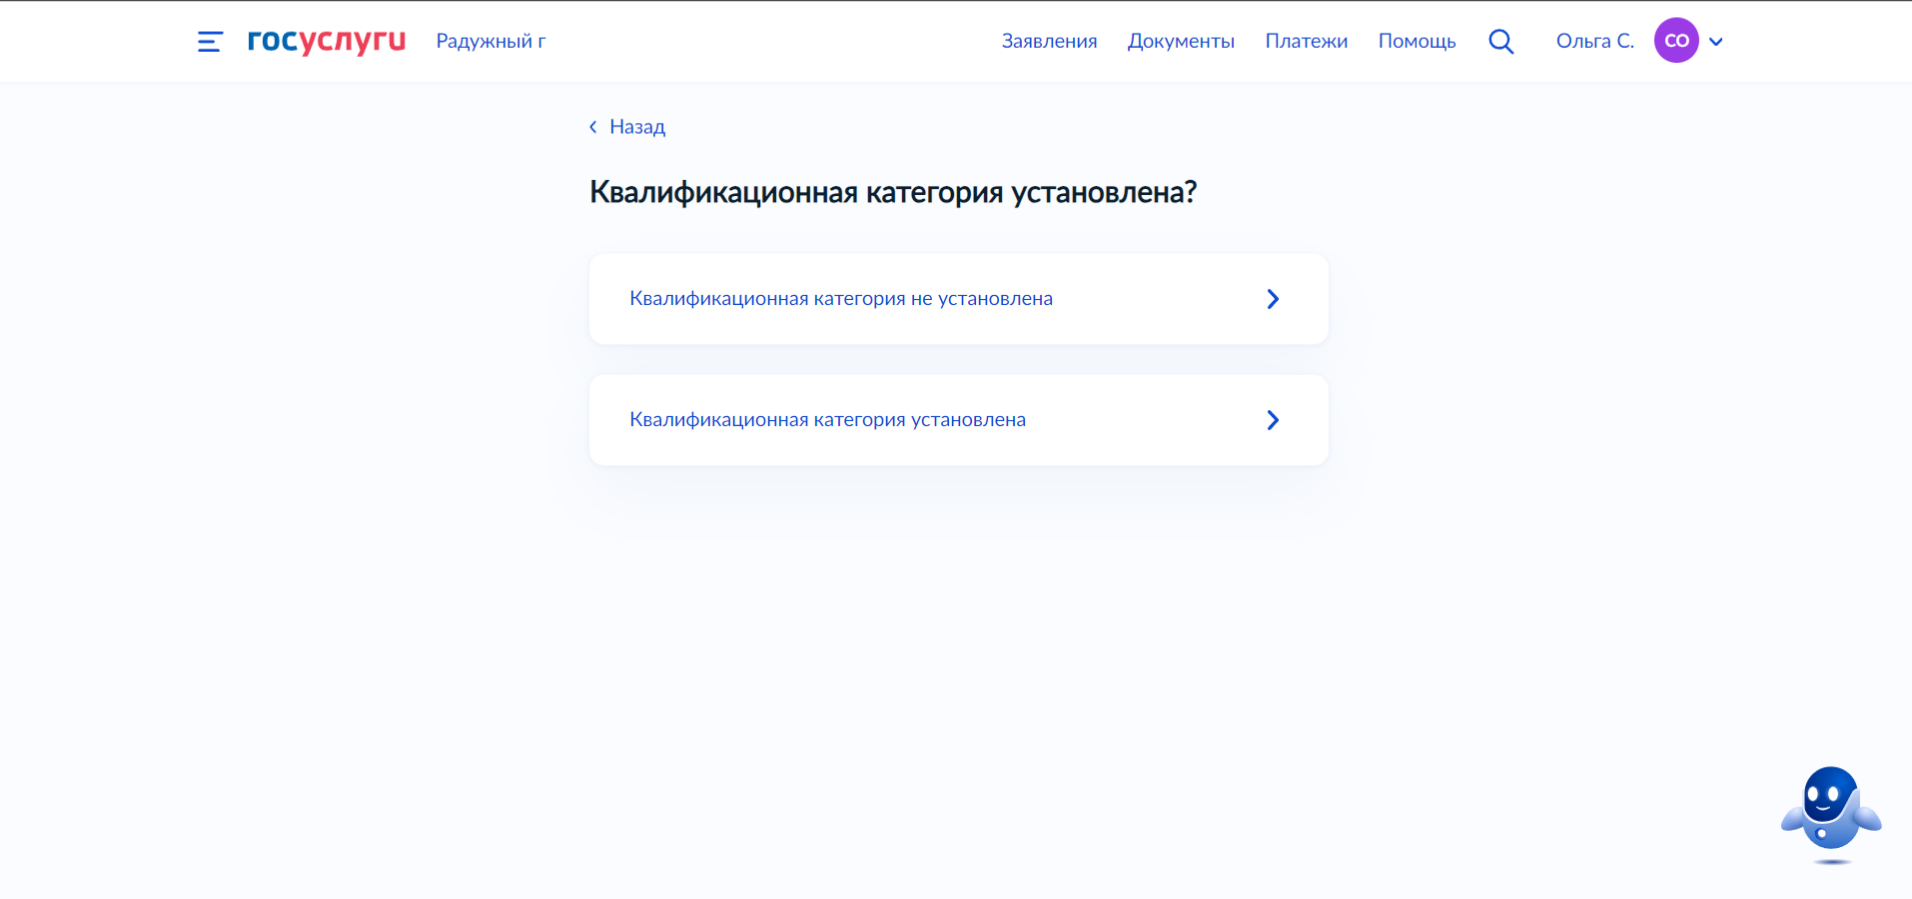 госуслуги Радужный г Заявления Документы Платежи Помощь Ольга С. СО
Назад
Квалификационная категория установлена?
Квалификационная категория не установлена
Квалификационная категория установлена